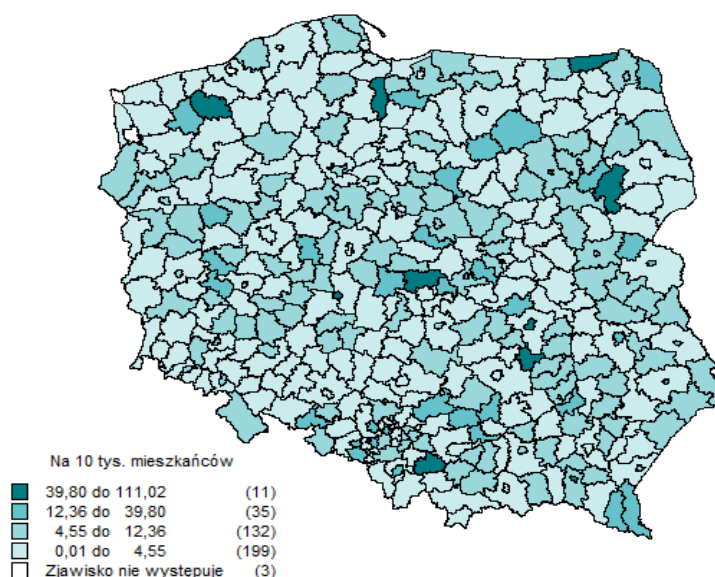 Na 10 tys. mieszkańców
39,80 do 111,02 (11)
12,36 do 39,80 (35)
4,55 do 12,36 (132)
0,01 do 4,55 (199)
Zjawisko nie występuje (3)